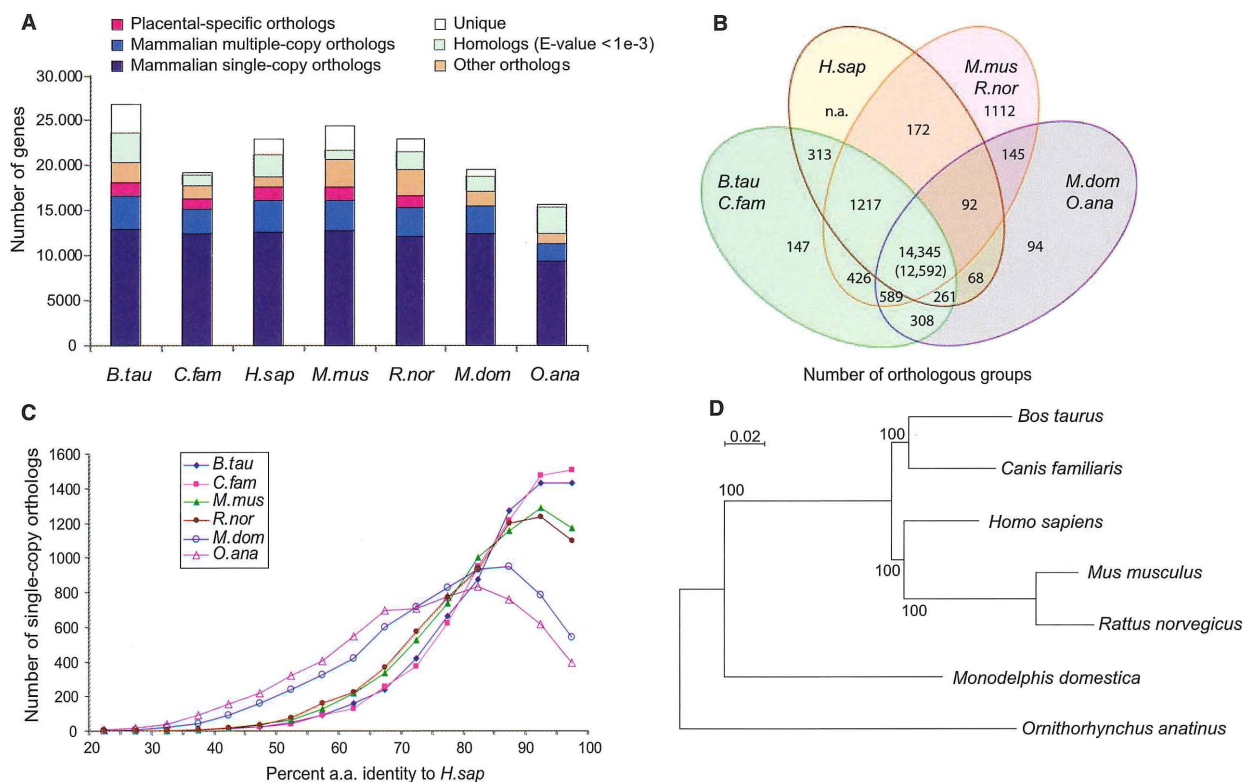 A
Placental-specific orthologs
Mammalian multiple-copy orthologs
Mammalian single-copy orthologs
Unique
Homologs (E-value <1e-3)
Other orthologs
Number of genes
30.000
25.000
20.000
15.000
10.000
5000
0
B.tau C.fam H.sap M.mus R.nor M.dom O.ana
B
H.sap
n.a.
M.mus
R.nor
1112
172
313
145
B.tau
C.fam
M.dom
O.ana
1217
92
147
14,345
(12,592)
94
426
68
589
261
308
Number of orthologous groups
C
Number of single-copy orthologs
1600
1400
1200
1000
800
600
400
200
0
B.tau
C.fam
M.mus
R.nor
M.dom
O.ana
20 30 40 50 60 70 80 90 100
Percent a.a. identity to H.sap
D
0.02
100
100
100
100
Bos taurus
Canis familiaris
Homo sapiens
Mus musculus
Rattus norvegicus
Monodelphis domestica
Ornithorhynchus anatinus